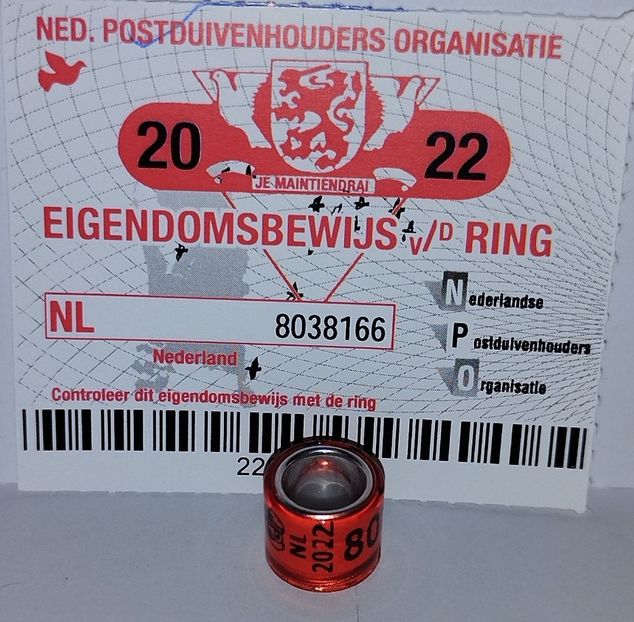 NED. POSTDUIVENHOUDERS ORGANISATIE
20 22
JE MAINTIENDRAI
EIGENDOMSBEWIJS v/D RING
NL 8038166
Nederland
Nederlandse
Postduivenhouders
Organisatie
Controleer dit eigendomsbewijs met de ring
22
NL
2022
80